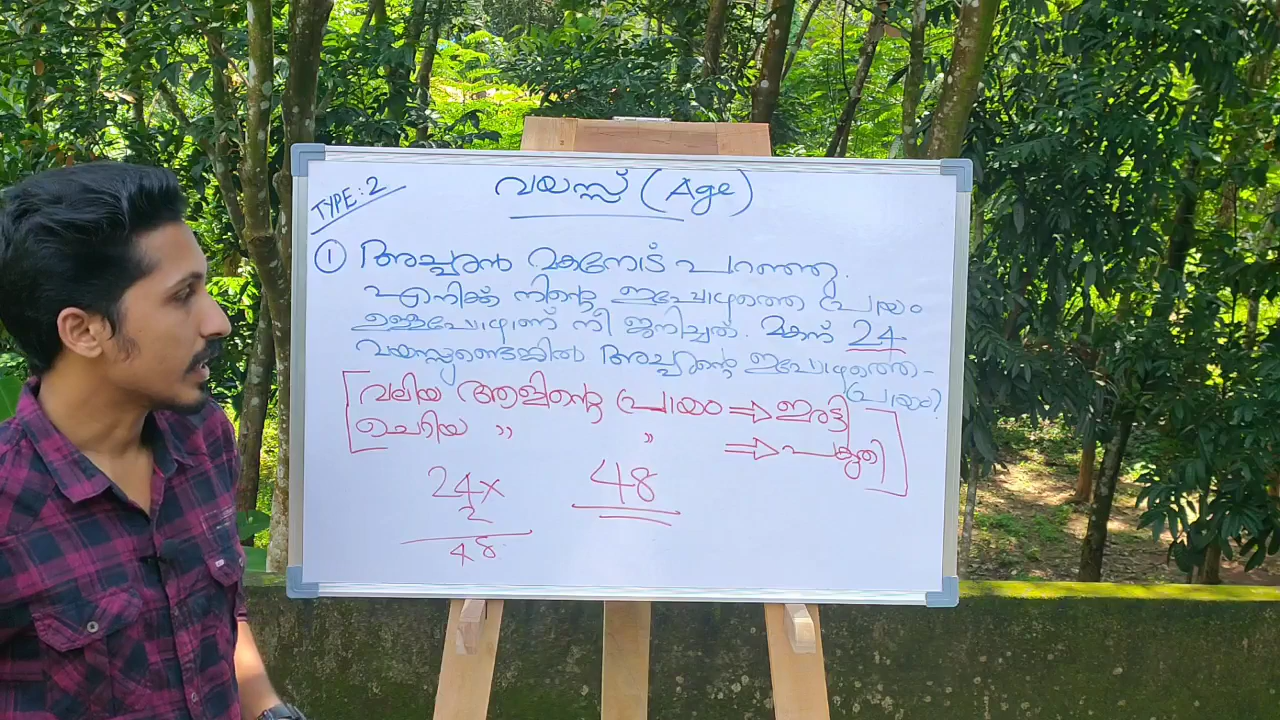 TYPE: 2
വയസ്സ് (Age)
① അച്ഛൻ മകനോട് പറഞ്ഞു.
എനിക്ക് നിന്റെ ഇപ്പോഴത്തെ പ്രായം
ഉള്ളപ്പോഴാണ് നീ ജനിച്ചത്. മകന് 24
വയസ്സുണ്ടെങ്കിൽ അച്ഛന്റെ ഇപ്പോഴത്തെ -
പ്രായം?
വലിയ ആളിന്റെ പ്രായം ⇒ ഇരട്ടി
ചെറിയ " " ⇒ പകുതി
24x
2
48
48